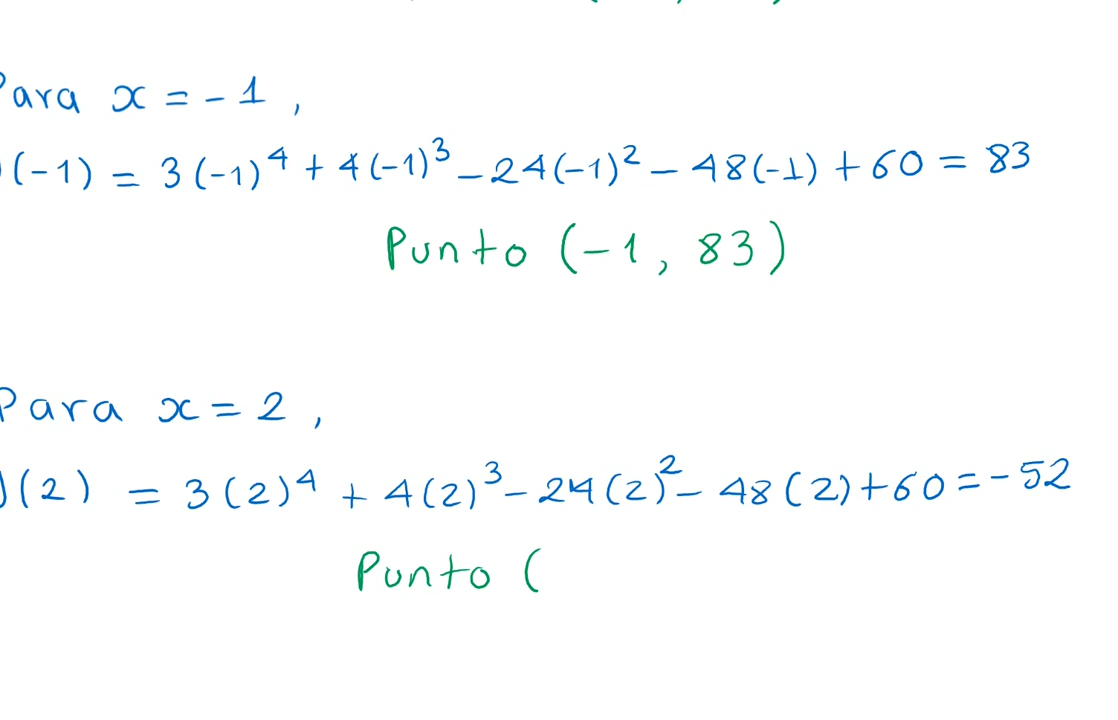 Para x = -1 ,
(-1) = 3(-1)⁴ + 4(-1)³ - 24(-1)² - 48(-1) + 60 = 83
Punto (-1, 83)
Para x = 2 ,
(2) = 3(2)⁴ + 4(2)³ - 24(2)² - 48(2) + 60 = -52
Punto (